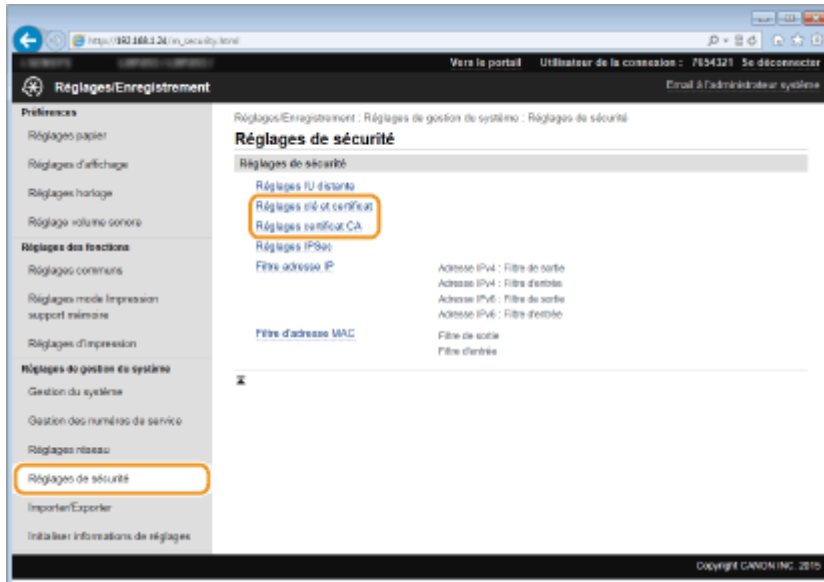 http://192.168.1.24/m_security.html
Vers le portail Utilisateur de la connexion : 7654321 Se déconnecter
Réglages/Enregistrement
Email à l'administrateur système
Préférences
Réglages papier
Réglages d'affichage
Réglages horloge
Réglage volume sonore
Réglages des fonctions
Réglages communs
Réglages mode Impression
support mémoire
Réglages d'impression
Réglages de gestion du système
Gestion du système
Gestion des numéros de service
Réglages réseau
Réglages de sécurité
Importer/Exporter
Initialiser informations de réglages
Réglages/Enregistrement : Réglages de gestion de système : Réglages de sécurité
Réglages de sécurité
Réglages de sécurité
Réglages IU distante
Réglages clé et certificat
Réglages certificat CA
Réglages IPSec
Filtre adresse IP
Adresse IPv4 : Filtre de sortie
Adresse IPv4 : Filtre d'entrée
Adresse IPv6 : Filtre de sortie
Adresse IPv6 : Filtre d'entrée
Filtre d'adresse MAC
Filtre de sortie
Filtre d'entrée
Copyright CANON INC. 2015